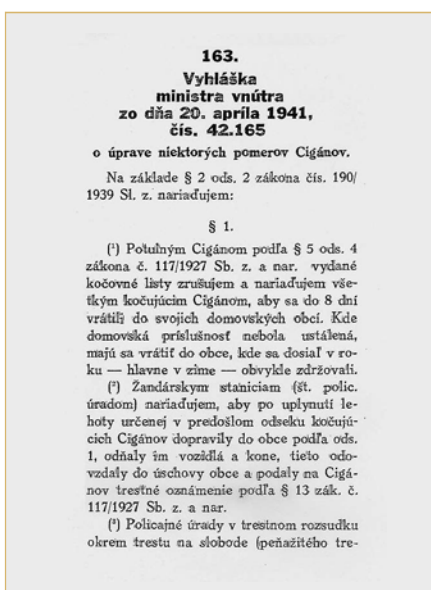 163.
Vyhláška
ministra vnútra
zo dňa 20. apríla 1941,
čís. 42.165
o úprave niektorých pomerov Cigánov.
Na základe § 2 ods. 2 zákona čís. 190/
1939 Sl. z. nariaďujem:
§ 1.
(¹) Potulným Cigánom podľa § 5 ods. 4
zákona č. 117/1927 Sb. z. a nar. vydané
kočovné listy zrušujem a nariaďujem vše-
tkým kočujúcim Cigánom, aby sa do 8 dní
vrátili do svojich domovských obcí. Kde
domovská príslušnosť nebola ustálená,
majú sa vrátiť do obce, kde sa dosiaľ v ro-
ku — hlavne v zime — obvykle zdržovali.
(²) Žandárskym staniciam (št. polic.
úradom) nariaďujem, aby po uplynutí le-
hoty určenej v predošlom odseku kočujú-
cich Cigánov dopravily do obce podľa ods.
1, odňaly im vozidlá a kone, tieto odo-
vzdaly do úschovy obce a podaly na Cigá-
nov trestné oznámenie podľa § 13 zák. č.
117/1927 Sb. z. a nar.
(³) Policajné úrady v trestnom rozsudku
okrem trestu na slobode (peňažitého tre-